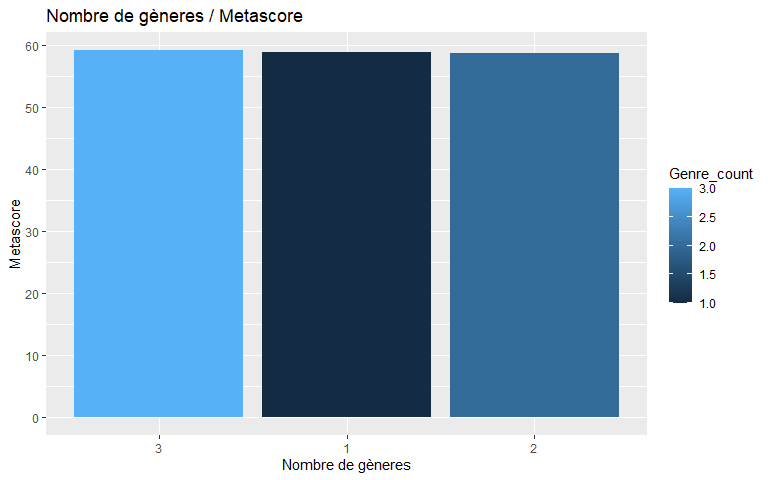 Nombre de gèneres / Metascore
60
50
40
30
20
10
0
Metascore
3 1 2
Nombre de gèneres
Genre_count
3.0
2.5
2.0
1.5
1.0